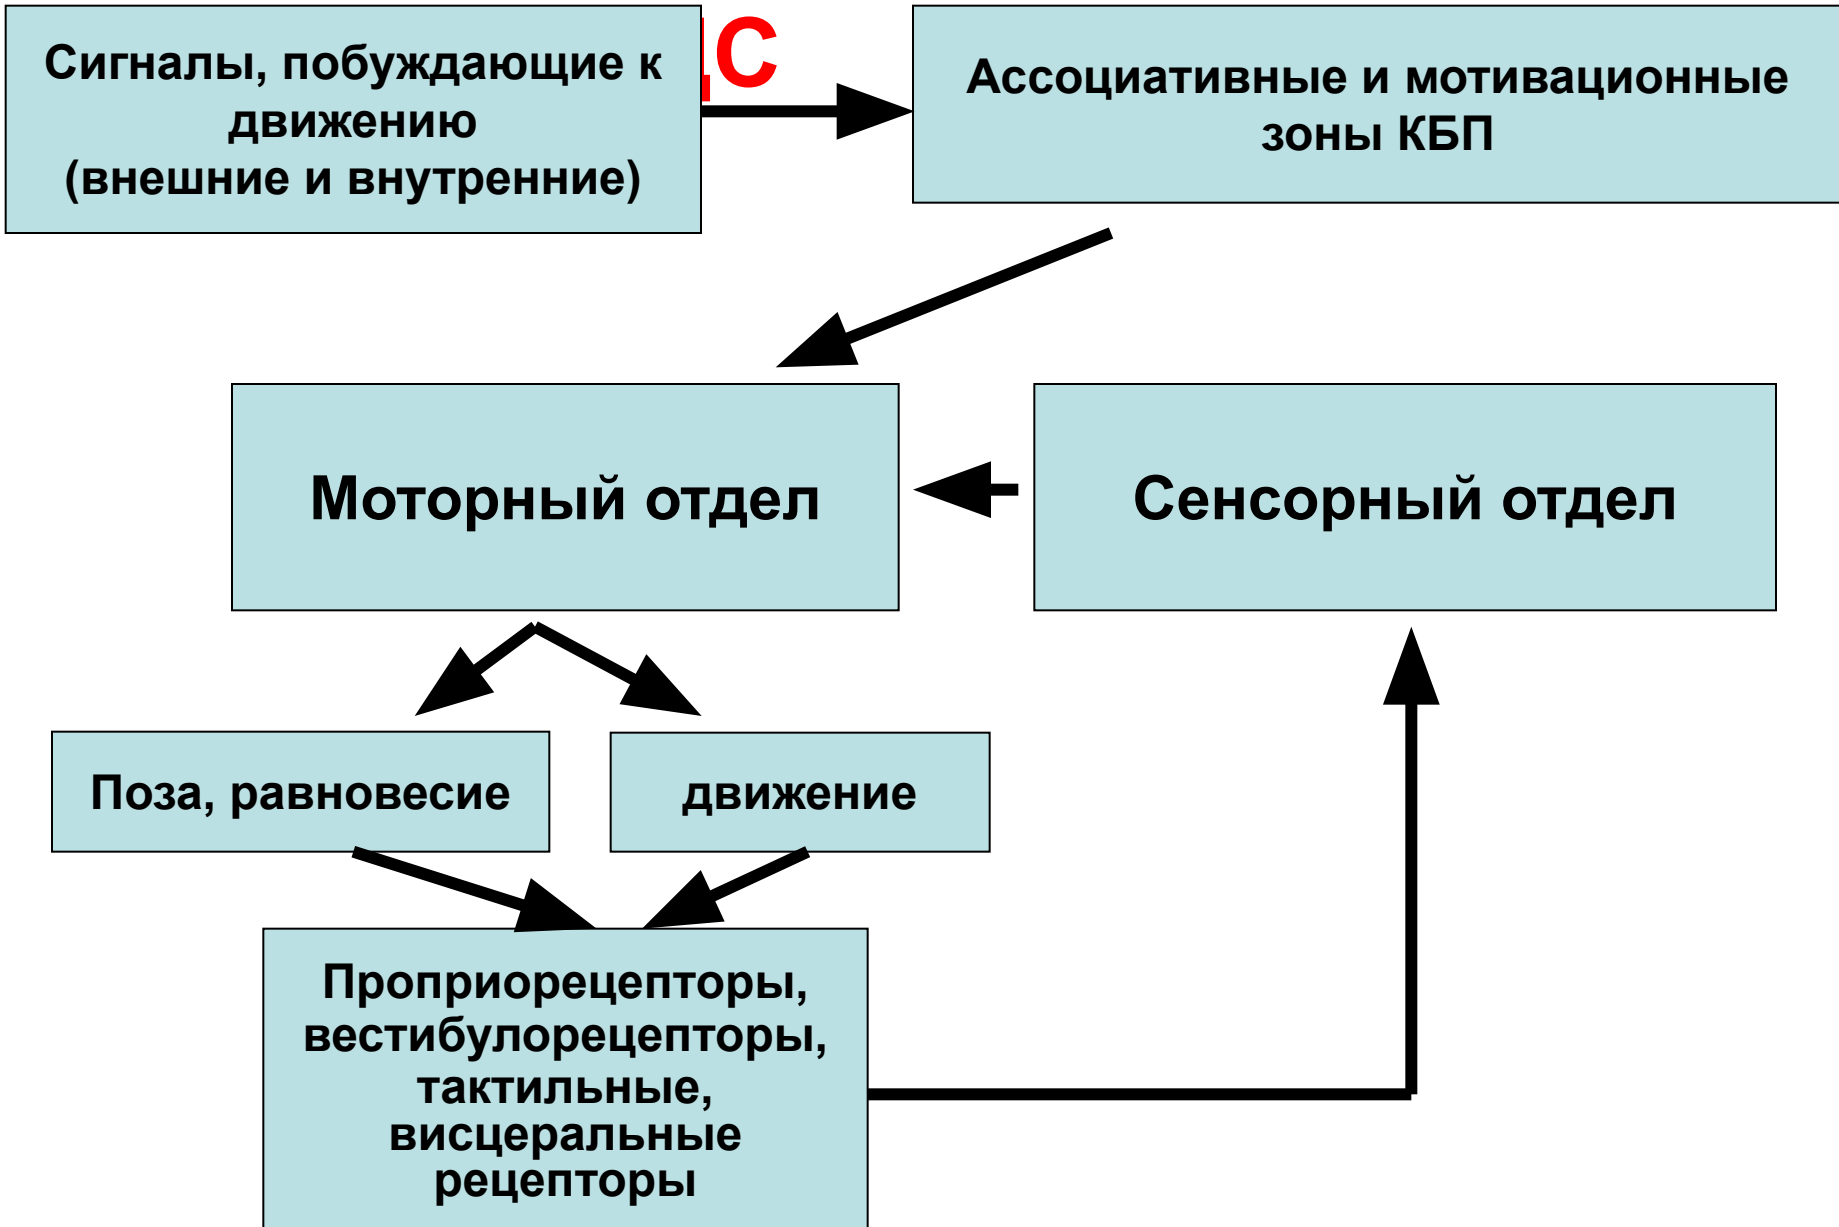 Сигналы, побуждающие к
движению
(внешние и внутренние)
ДС
Ассоциативные и мотивационные
зоны КБП
Моторный отдел
Сенсорный отдел
Поза, равновесие
движение
Проприорецепторы,
вестибулорецепторы,
тактильные,
висцеральные
рецепторы